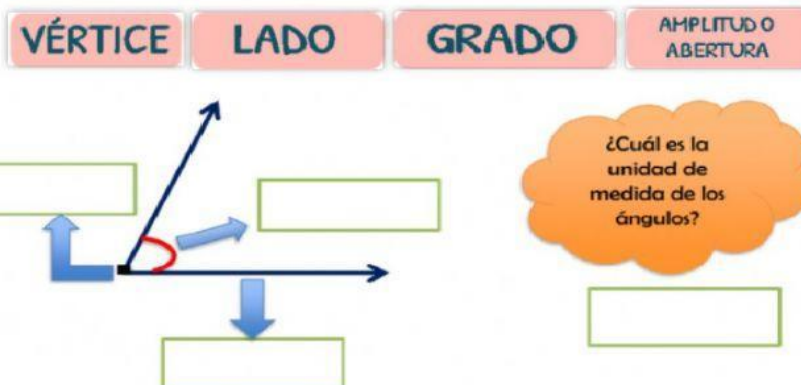 VÉRTICE
LADO
GRADO
AMPLITUD O
ABERTURA
¿Cuál es la
unidad de
medida de los
ángulos?